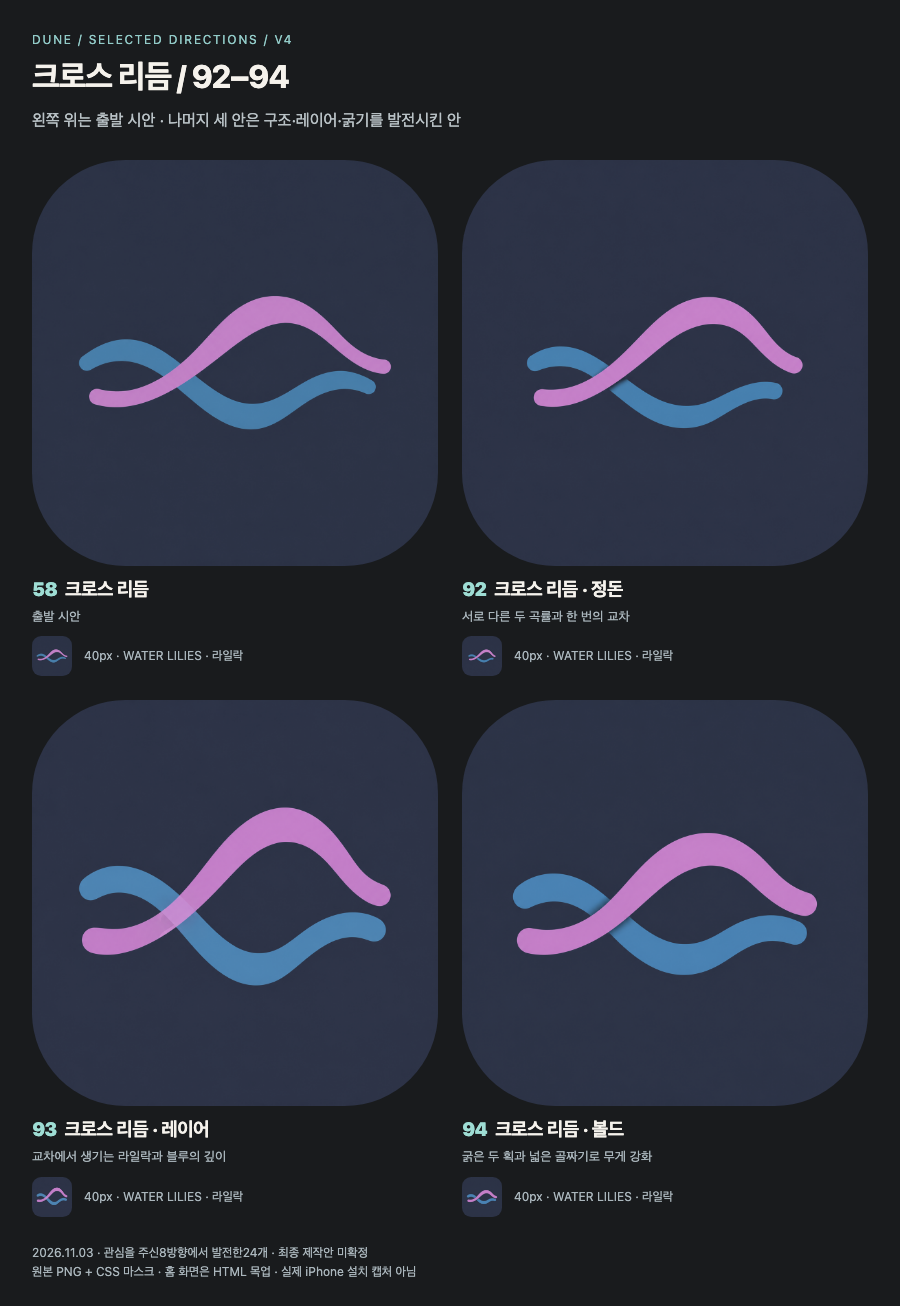 DUNE / SELECTED DIRECTIONS / V4
크로스 리듬 / 92–94
왼쪽 위는 출발 시안 · 나머지 세 안은 구조·레이어·굵기를 발전시킨 안
58 크로스 리듬
출발 시안
40px · WATER LILIES · 라일락
92 크로스 리듬 · 정돈
서로 다른 두 곡률과 한 번의 교차
40px · WATER LILIES · 라일락
93 크로스 리듬 · 레이어
교차에서 생기는 라일락과 블루의 깊이
40px · WATER LILIES · 라일락
94 크로스 리듬 · 볼드
굵은 두 획과 넓은 골짜기로 무게 강화
40px · WATER LILIES · 라일락
2026.11.03 · 관심을 주신8방향에서 발전한24개 · 최종 제작안 미확정
원본 PNG + CSS 마스크 · 홈 화면은 HTML 목업 · 실제 iPhone 설치 캡처 아님